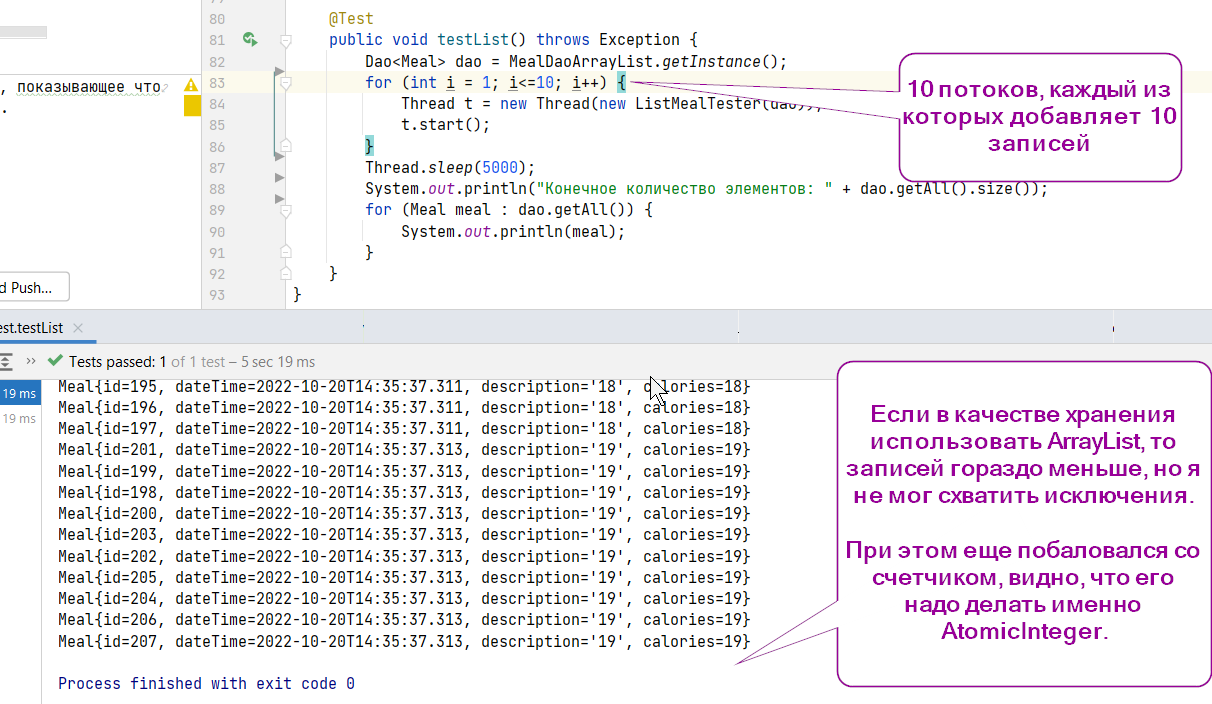 80 @Test
81 public void testList() throws Exception {
82 Dao<Meal> dao = MealDaoArrayList.getInstance();
83 for (int i = 1; i<=10; i++) {
, показывающее что
84 Thread t = new Thread(new ListMealTester(dao));
.
85 t.start();
86 }
87 Thread.sleep(5000);
88 System.out.println("Конечное количество элементов: " + dao.getAll().size());
89 for (Meal meal : dao.getAll()) {
90 System.out.println(meal);
91 }
92 }
93 }
d Push...
10 потоков, каждый из
которых добавляет 10
записей
est.testList
Tests passed: 1 of 1 test – 5 sec 19 ms
19 ms
19 ms
Meal{id=195, dateTime=2022-10-20T14:35:37.311, description='18', calories=18}
Meal{id=196, dateTime=2022-10-20T14:35:37.311, description='18', calories=18}
Meal{id=197, dateTime=2022-10-20T14:35:37.311, description='18', calories=18}
Meal{id=201, dateTime=2022-10-20T14:35:37.313, description='19', calories=19}
Meal{id=199, dateTime=2022-10-20T14:35:37.313, description='19', calories=19}
Meal{id=198, dateTime=2022-10-20T14:35:37.313, description='19', calories=19}
Meal{id=200, dateTime=2022-10-20T14:35:37.313, description='19', calories=19}
Meal{id=203, dateTime=2022-10-20T14:35:37.313, description='19', calories=19}
Meal{id=202, dateTime=2022-10-20T14:35:37.313, description='19', calories=19}
Meal{id=205, dateTime=2022-10-20T14:35:37.313, description='19', calories=19}
Meal{id=204, dateTime=2022-10-20T14:35:37.313, description='19', calories=19}
Meal{id=206, dateTime=2022-10-20T14:35:37.313, description='19', calories=19}
Meal{id=207, dateTime=2022-10-20T14:35:37.313, description='19', calories=19}
Process finished with exit code 0
Если в качестве хранения
использовать ArrayList, то
записей гораздо меньше, но я
не мог схватить исключения.
При этом еще побаловался со
счетчиком, видно, что его
надо делать именно
AtomicInteger.